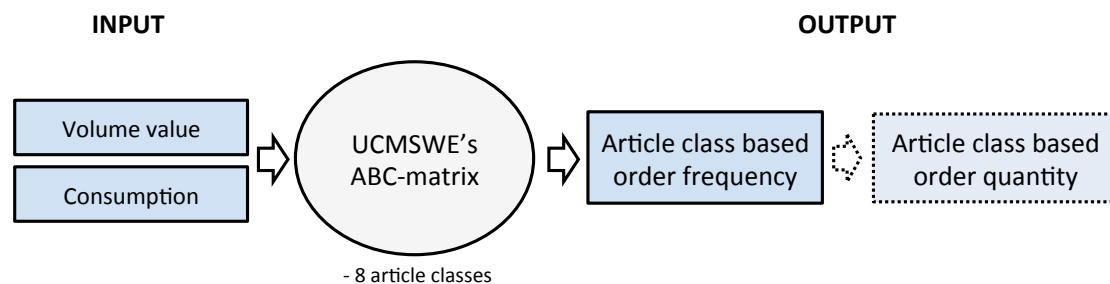 INPUT
OUTPUT
Volume value
Consumption
UCMSWE's
ABC-matrix
- 8 article classes
Article class based
order frequency
Article class based
order quantity